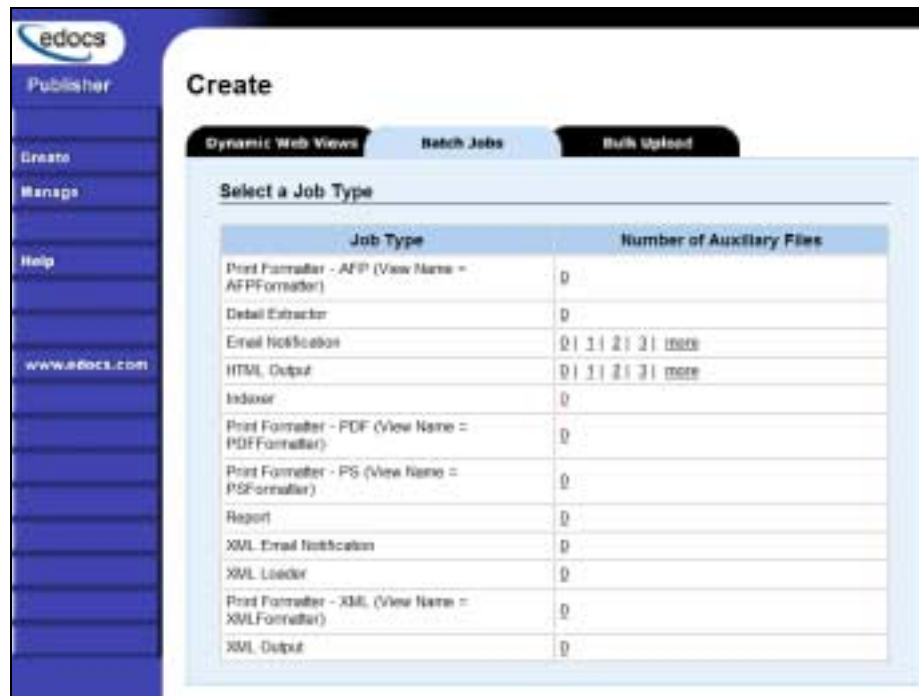 edocs
Publisher
Create
Manage
Help
www.edocs.com
Create
Dynamic Web Views
Batch Jobs
Bulk Upload
Select a Job Type
Job Type Number of Auxiliary Files
Print Formatter - AFP (View Name =
AFPFormatter) 0
Detail Extractor 0
Email Notification 0 | 1 | 2 | 3 | more
HTML Output 0 | 1 | 2 | 3 | more
Indexer 0
Print Formatter - PDF (View Name =
PDFFormatter) 0
Print Formatter - PS (View Name =
PSFormatter) 0
Report 0
XML Email Notification 0
XML Loader 0
Print Formatter - XML (View Name =
XMLFormatter) 0
XML Output 0